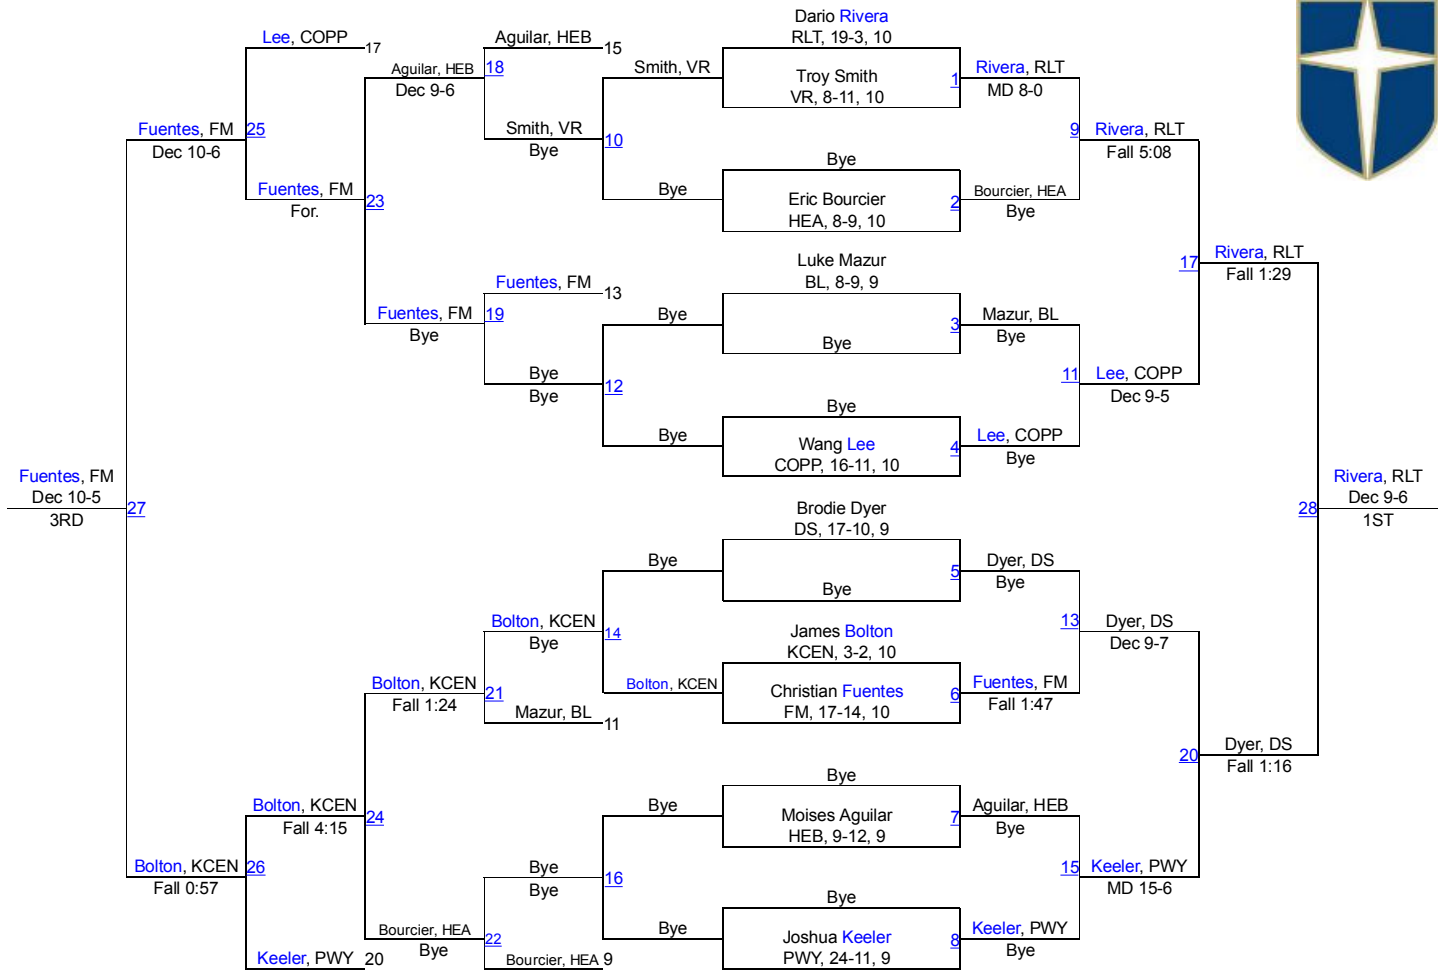 Dario Rivera
RLT, 19-3, 10
Lee, COPP
17
Aguilar, HEB
15
Aguilar, HEB
18
Dec 9-6
Smith, VR
Troy Smith
VR, 8-11, 10
1
Rivera, RLT
MD 8-0
Fuentes, FM
25
Dec 10-6
Smith, VR
10
Bye
9
Rivera, RLT
Fall 5:08
Bye
Fuentes, FM
23
For.
Bye
Eric Bourcier
HEA, 8-9, 10
2
Bourcier, HEA
Bye
Luke Mazur
BL, 8-9, 9
17
Rivera, RLT
Fall 1:29
Fuentes, FM
13
Fuentes, FM
19
Bye
Bye
3
Mazur, BL
Bye
Bye
Bye
Bye
12
11
Lee, COPP
Dec 9-5
Bye
Bye
Wang Lee
COPP, 16-11, 10
4
Lee, COPP
Bye
Fuentes, FM
Dec 10-5
27
3RD
Brodie Dyer
DS, 17-10, 9
Rivera, RLT
Dec 9-6
28
1ST
Bye
5
Dyer, DS
Bye
Bye
Bolton, KCEN
14
Bye
James Bolton
KCEN, 3-2, 10
13
Dyer, DS
Dec 9-7
Bolton, KCEN
21
Fall 1:24
Bolton, KCEN
Christian Fuentes
FM, 17-14, 10
6
Fuentes, FM
Fall 1:47
Mazur, BL
11
20
Dyer, DS
Fall 1:16
Bye
Bolton, KCEN
24
Fall 4:15
Bye
Moises Aguilar
HEB, 9-12, 9
7
Aguilar, HEB
Bye
Bolton, KCEN
26
Fall 0:57
Bye
Bye
16
15
Keeler, PWY
MD 15-6
Bye
Bourcier, HEA
22
Bye
Bye
Joshua Keeler
PWY, 24-11, 9
8
Keeler, PWY
Bye
Keeler, PWY
20
Bourcier, HEA
9